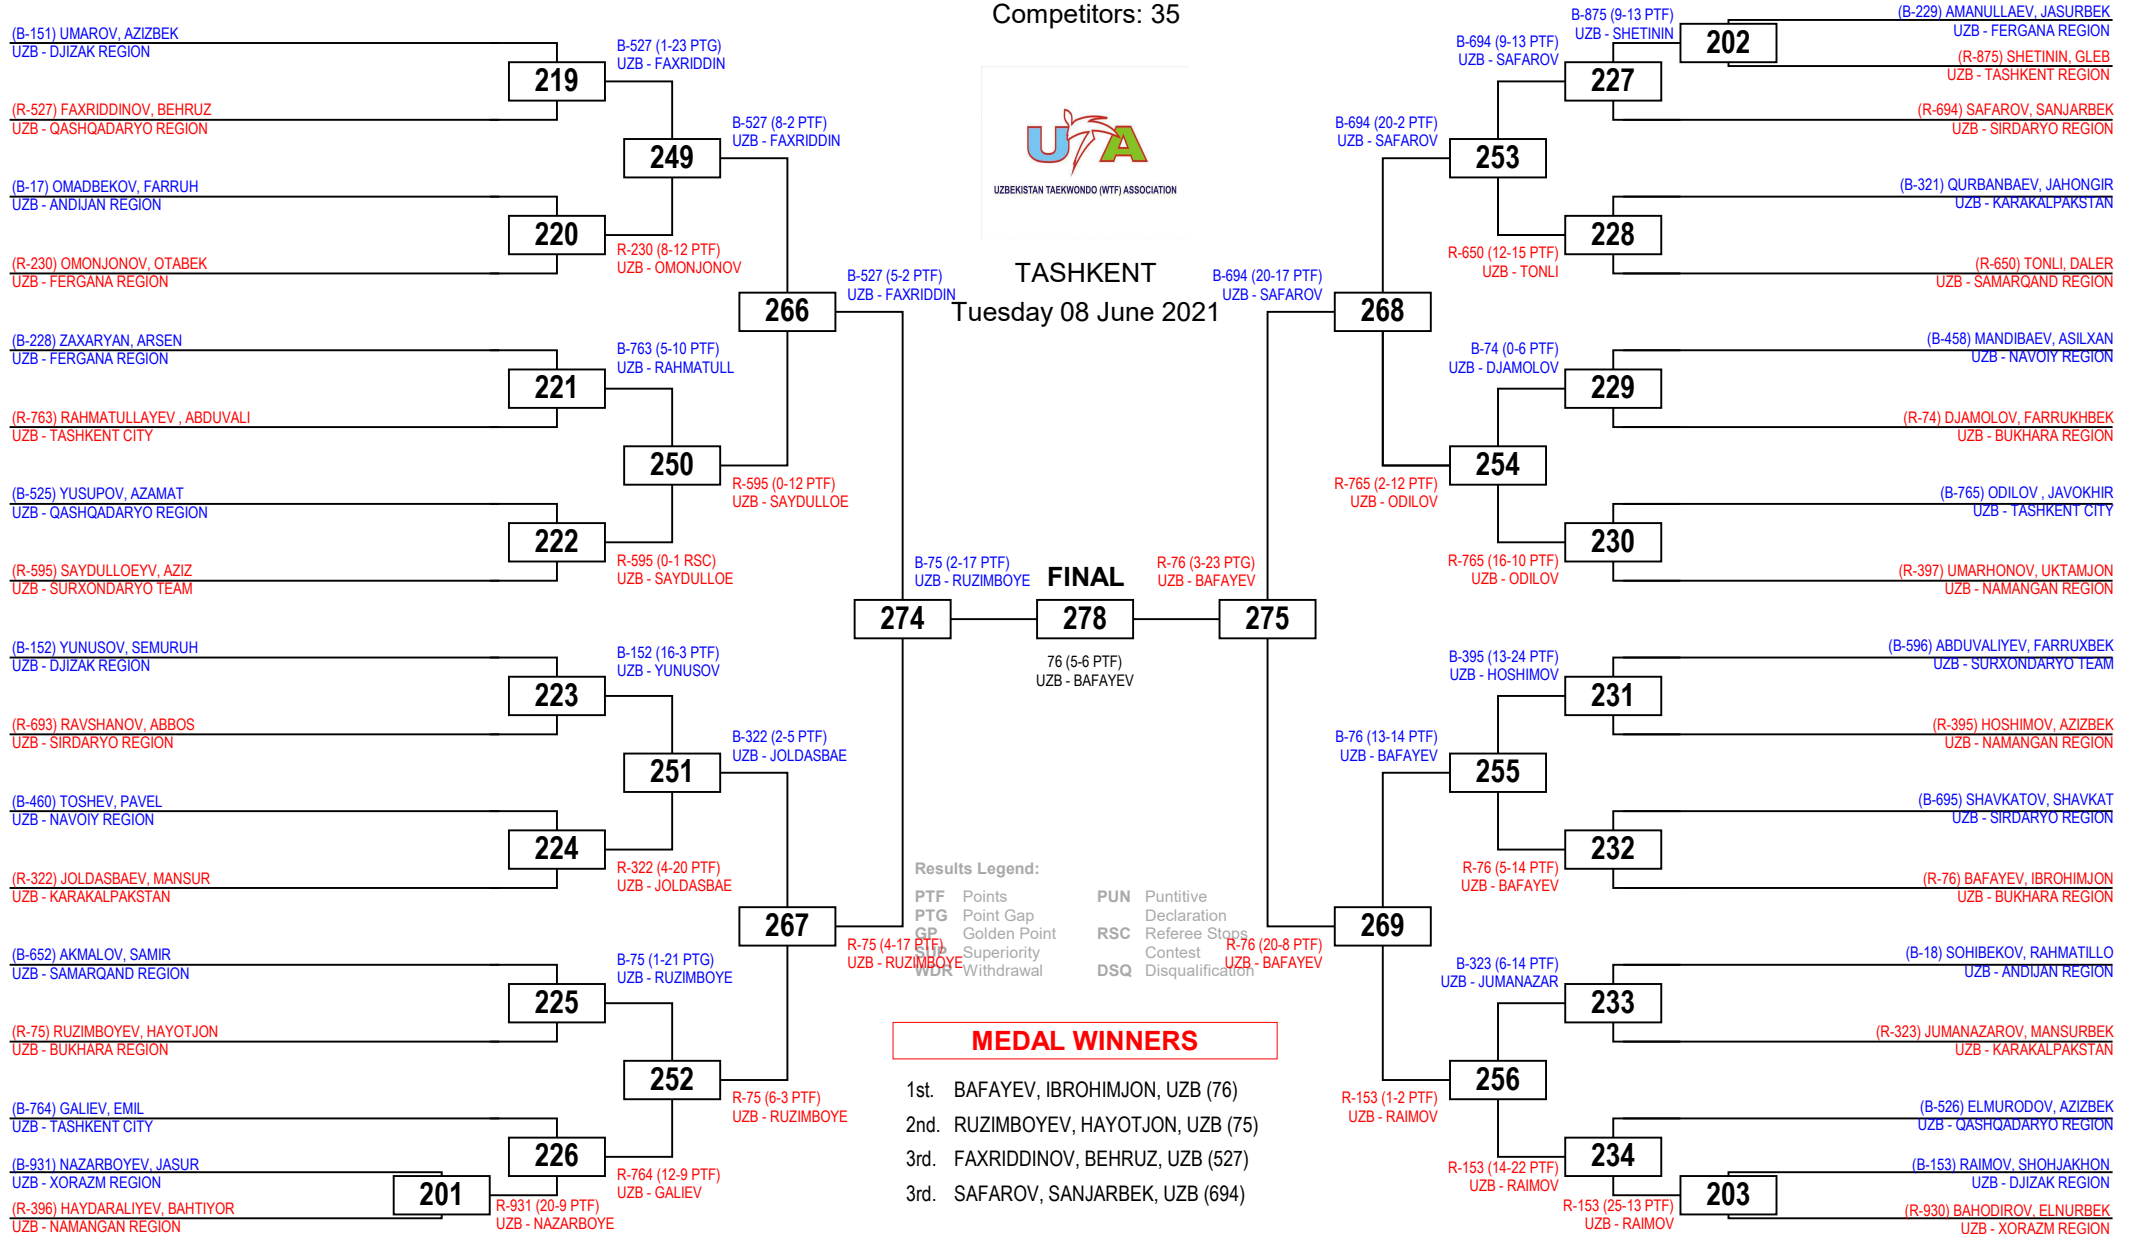 Competitors: 35
UTA
UZBEKISTAN TAEKWONDO (WTF) ASSOCIATION
TASHKENT
Tuesday 08 June 2021
(B-151) UMAROV, AZIZBEK
UZB - DJIZAK REGION
(R-527) FAXRIDDINOV, BEHRUZ
UZB - QASHQADARYO REGION
(B-17) OMADBEKOV, FARRUH
UZB - ANDIJAN REGION
(R-230) OMONJONOV, OTABEK
UZB - FERGANA REGION
(B-228) ZAXARYAN, ARSEN
UZB - FERGANA REGION
(R-763) RAHMATULLAYEV , ABDUVALI
UZB - TASHKENT CITY
(B-525) YUSUPOV, AZAMAT
UZB - QASHQADARYO REGION
(R-595) SAYDULLOEYV, AZIZ
UZB - SURXONDARYO TEAM
(B-152) YUNUSOV, SEMURUH
UZB - DJIZAK REGION
(R-693) RAVSHANOV, ABBOS
UZB - SIRDARYO REGION
(B-460) TOSHEV, PAVEL
UZB - NAVOIY REGION
(R-322) JOLDASBAEV, MANSUR
UZB - KARAKALPAKSTAN
(B-652) AKMALOV, SAMIR
UZB - SAMARQAND REGION
(R-75) RUZIMBOYEV, HAYOTJON
UZB - BUKHARA REGION
(B-764) GALIEV, EMIL
UZB - TASHKENT CITY
(B-931) NAZARBOYEV, JASUR
UZB - XORAZM REGION
(R-396) HAYDARALIYEV, BAHTIYOR
UZB - NAMANGAN REGION
201
R-931 (20-9 PTF)
UZB - NAZARBOYE
219
220
221
222
223
224
225
226
B-527 (1-23 PTG)
UZB - FAXRIDDIN
R-230 (8-12 PTF)
UZB - OMONJONOV
B-763 (5-10 PTF)
UZB - RAHMATULL
R-595 (0-1 RSC)
UZB - SAYDULLOE
B-152 (16-3 PTF)
UZB - YUNUSOV
R-322 (4-20 PTF)
UZB - JOLDASBAE
B-75 (1-21 PTG)
UZB - RUZIMBOYE
R-764 (12-9 PTF)
UZB - GALIEV
249
250
251
252
B-527 (8-2 PTF)
UZB - FAXRIDDIN
R-595 (0-12 PTF)
UZB - SAYDULLOE
B-322 (2-5 PTF)
UZB - JOLDASBAE
R-75 (6-3 PTF)
UZB - RUZIMBOYE
266
267
B-527 (5-2 PTF)
UZB - FAXRIDDIN
R-75 (4-17 PTF)
UZB - RUZIMBOYE
274
B-75 (2-17 PTF)
UZB - RUZIMBOYE
FINAL
278
76 (5-6 PTF)
UZB - BAFAYEV
R-76 (3-23 PTG)
UZB - BAFAYEV
275
B-694 (20-17 PTF)
UZB - SAFAROV
R-76 (20-8 PTF)
UZB - BAFAYEV
268
269
B-694 (20-2 PTF)
UZB - SAFAROV
R-765 (2-12 PTF)
UZB - ODILOV
B-76 (13-14 PTF)
UZB - BAFAYEV
R-153 (1-2 PTF)
UZB - RAIMOV
253
254
255
256
B-694 (9-13 PTF)
UZB - SAFAROV
R-650 (12-15 PTF)
UZB - TONLI
B-74 (0-6 PTF)
UZB - DJAMOLOV
R-765 (16-10 PTF)
UZB - ODILOV
B-395 (13-24 PTF)
UZB - HOSHIMOV
R-76 (5-14 PTF)
UZB - BAFAYEV
B-323 (6-14 PTF)
UZB - JUMANAZAR
R-153 (14-22 PTF)
UZB - RAIMOV
227
228
229
230
231
232
233
234
B-875 (9-13 PTF)
UZB - SHETININ
202
R-153 (25-13 PTF)
UZB - RAIMOV
203
(B-229) AMANULLAEV, JASURBEK
UZB - FERGANA REGION
(R-875) SHETININ, GLEB
UZB - TASHKENT REGION
(R-694) SAFAROV, SANJARBEK
UZB - SIRDARYO REGION
(B-321) QURBANBAEV, JAHONGIR
UZB - KARAKALPAKSTAN
(R-650) TONLI, DALER
UZB - SAMARQAND REGION
(B-458) MANDIBAEV, ASILXAN
UZB - NAVOIY REGION
(R-74) DJAMOLOV, FARRUKHBEK
UZB - BUKHARA REGION
(B-765) ODILOV , JAVOKHIR
UZB - TASHKENT CITY
(R-397) UMARHONOV, UKTAMJON
UZB - NAMANGAN REGION
(B-596) ABDUVALIYEV, FARRUXBEK
UZB - SURXONDARYO TEAM
(R-395) HOSHIMOV, AZIZBEK
UZB - NAMANGAN REGION
(B-695) SHAVKATOV, SHAVKAT
UZB - SIRDARYO REGION
(R-76) BAFAYEV, IBROHIMJON
UZB - BUKHARA REGION
(B-18) SOHIBEKOV, RAHMATILLO
UZB - ANDIJAN REGION
(R-323) JUMANAZAROV, MANSURBEK
UZB - KARAKALPAKSTAN
(B-526) ELMURODOV, AZIZBEK
UZB - QASHQADARYO REGION
(B-153) RAIMOV, SHOHJAKHON
UZB - DJIZAK REGION
(R-930) BAHODIROV, ELNURBEK
UZB - XORAZM REGION
Results Legend:
PTF Points
PTG Point Gap
GP Golden Point
SUP Superiority
WDR Withdrawal
PUN Puntitive
Declaration
RSC Referee Stops
Contest
DSQ Disqualification
MEDAL WINNERS
1st. BAFAYEV, IBROHIMJON, UZB (76)
2nd. RUZIMBOYEV, HAYOTJON, UZB (75)
3rd. FAXRIDDINOV, BEHRUZ, UZB (527)
3rd. SAFAROV, SANJARBEK, UZB (694)